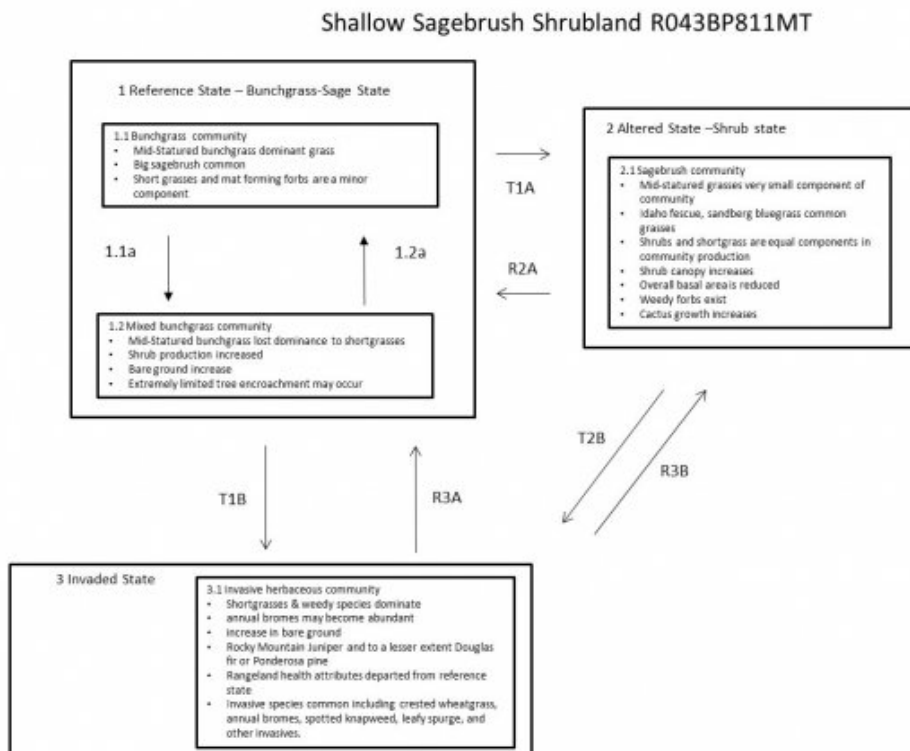 Shallow Sagebrush Shrubland R043BP811MT
1 Reference State – Bunchgrass-Sage State
1.1 Bunchgrass community
• Mid-Statured bunchgrass dominant grass
• Big sagebrush common
• Short grasses and mat forming forbs are a minor
component
1.1a
1.2a
1.2 Mixed bunchgrass community
• Mid-Statured bunchgrass lost dominance to shortgrasses
• Shrub production increased
• Bare ground increase
• Extremely limited tree encroachment may occur
T1A
R2A
2 Altered State –Shrub state
2.1 Sagebrush community
• Mid-statured grasses very small component of
community
• Idaho fescue, sandberg bluegrass common
grasses
• Shrubs and shortgrass are equal components in
community production
• Shrub canopy increases
• Overall basal area is reduced
• Weedy forbs exist
• Cactus growth increases
T1B
R3A
T2B
R3B
3 Invaded State
3.1 Invasive herbaceous community
• Shortgrasses & weedy species dominate
• annual bromes may become abundant
• increase in bare ground
• Rocky Mountain Juniper and to a lesser extent Douglas
fir or Ponderosa pine
• Rangeland health attributes departed from reference
state
• Invasive species common including crested wheatgrass,
annual bromes, spotted knapweed, leafy spurge, and
other invasives.